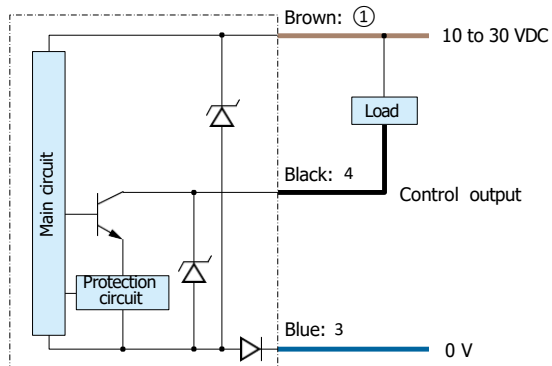 Brown: ①
10 to 30 VDC
Load
Main circuit
Black: 4
Control output
Protection
circuit
Blue: 3
0 V